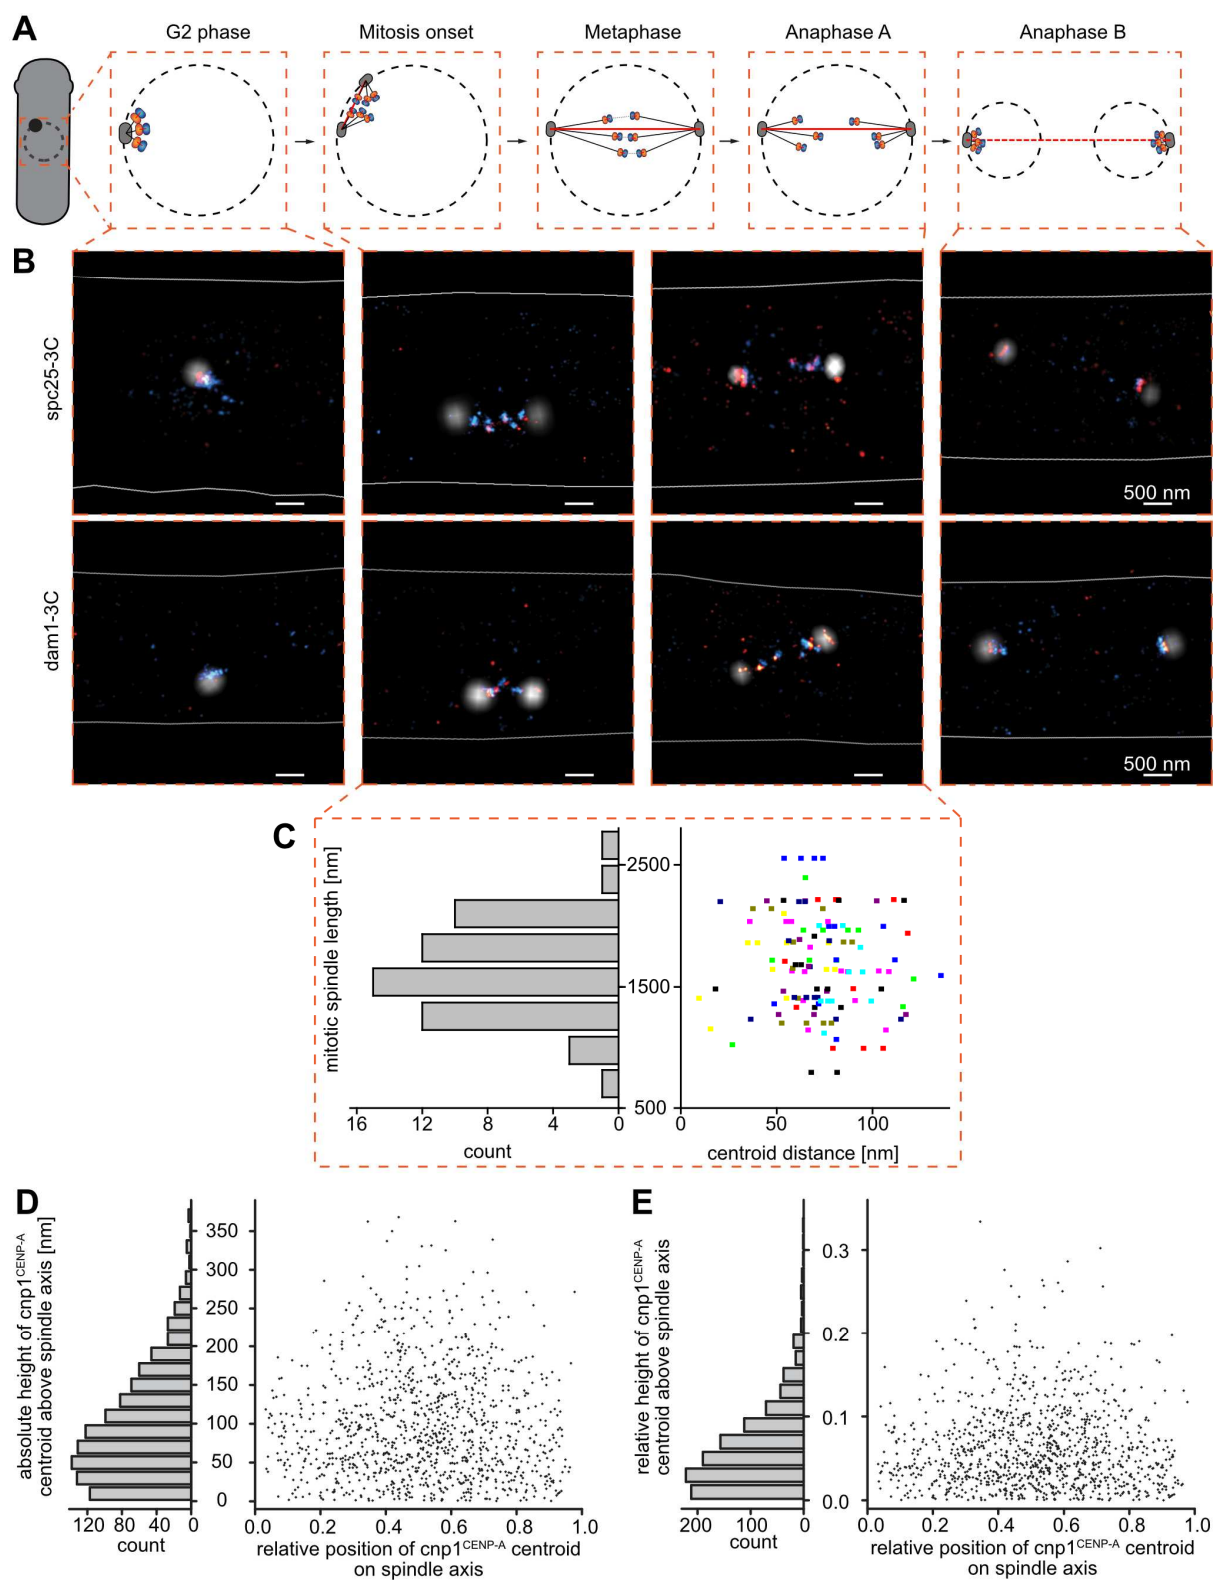 A
G2 phase
Mitosis onset
Metaphase
Anaphase A
Anaphase B
B
spc25-3C
500 nm
dam1-3C
500 nm
C
mitotic spindle length [nm]
2500
1500
500
16
12
8
4
0
count
0
50
100
centroid distance [nm]
D
absolute height of cnp1CENP-A
centroid above spindle axis [nm]
350
300
250
200
150
100
50
0
120
80
40
0
count
0.0
0.2
0.4
0.6
0.8
1.0
relative position of cnp1CENP-A centroid
on spindle axis
E
relative height of cnp1CENP-A
centroid above spindle axis
0.3
0.2
0.1
0.0
200
100
0
count
0.0
0.2
0.4
0.6
0.8
1.0
relative position of cnp1CENP-A centroid
on spindle axis